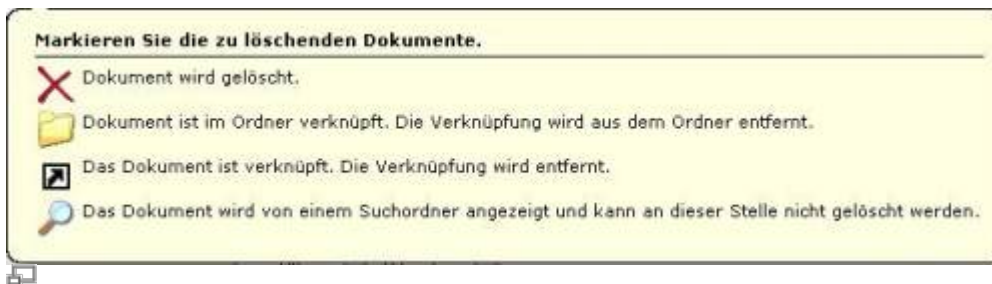 Markieren Sie die zu löschenden Dokumente.
Dokument wird gelöscht.
Dokument ist im Ordner verknüpft. Die Verknüpfung wird aus dem Ordner entfernt.
Das Dokument ist verknüpft. Die Verknüpfung wird entfernt.
Das Dokument wird von einem Suchordner angezeigt und kann an dieser Stelle nicht gelöscht werden.